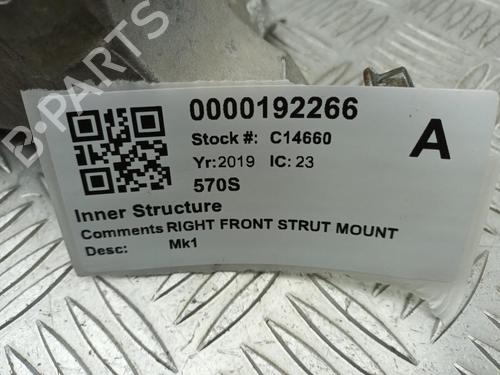 B-PARTS
0000192266
Stock #: C14660
A
Yr:2019 IC: 23
570S
Inner Structure
Comments RIGHT FRONT STRUT MOUNT
Desc: Mk1